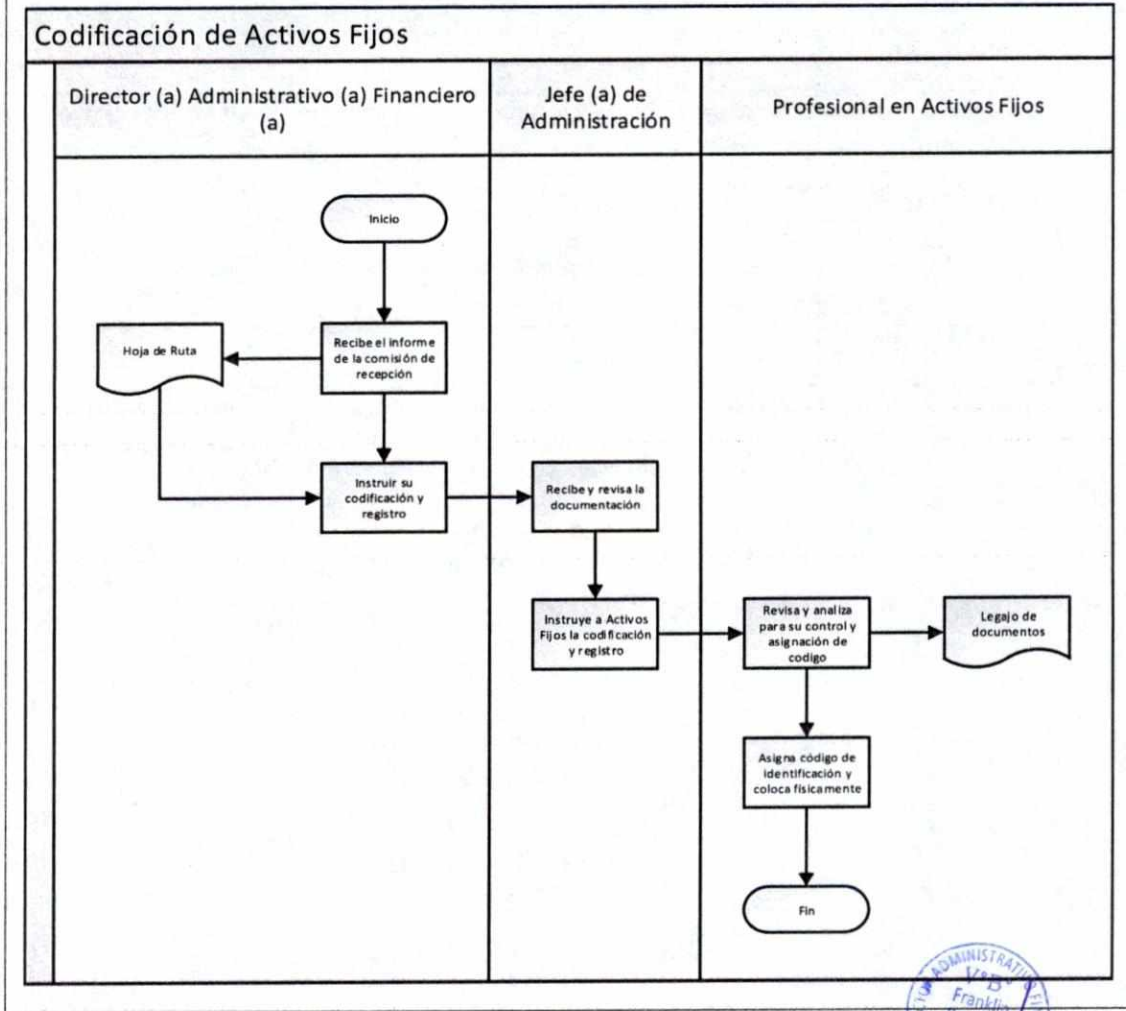 Codificación de Activos Fijos
Director (a) Administrativo (a) Financiero
(a)
Jefe (a) de
Administración
Profesional en Activos Fijos
Inicio
Hoja de Ruta
Recibe el informe
de la comisión de
recepción
Instruir su
codificación y
registro
Recibe y revisa la
documentación
Instruye a Activos
Fijos la codificación
y registro
Revisa y analiza
para su control y
asignación de
codigo
Legajo de
documentos
Asigna código de
identificación y
coloca físicamente
Fin
ADMINISTRATIVO
V°B°
Franklin